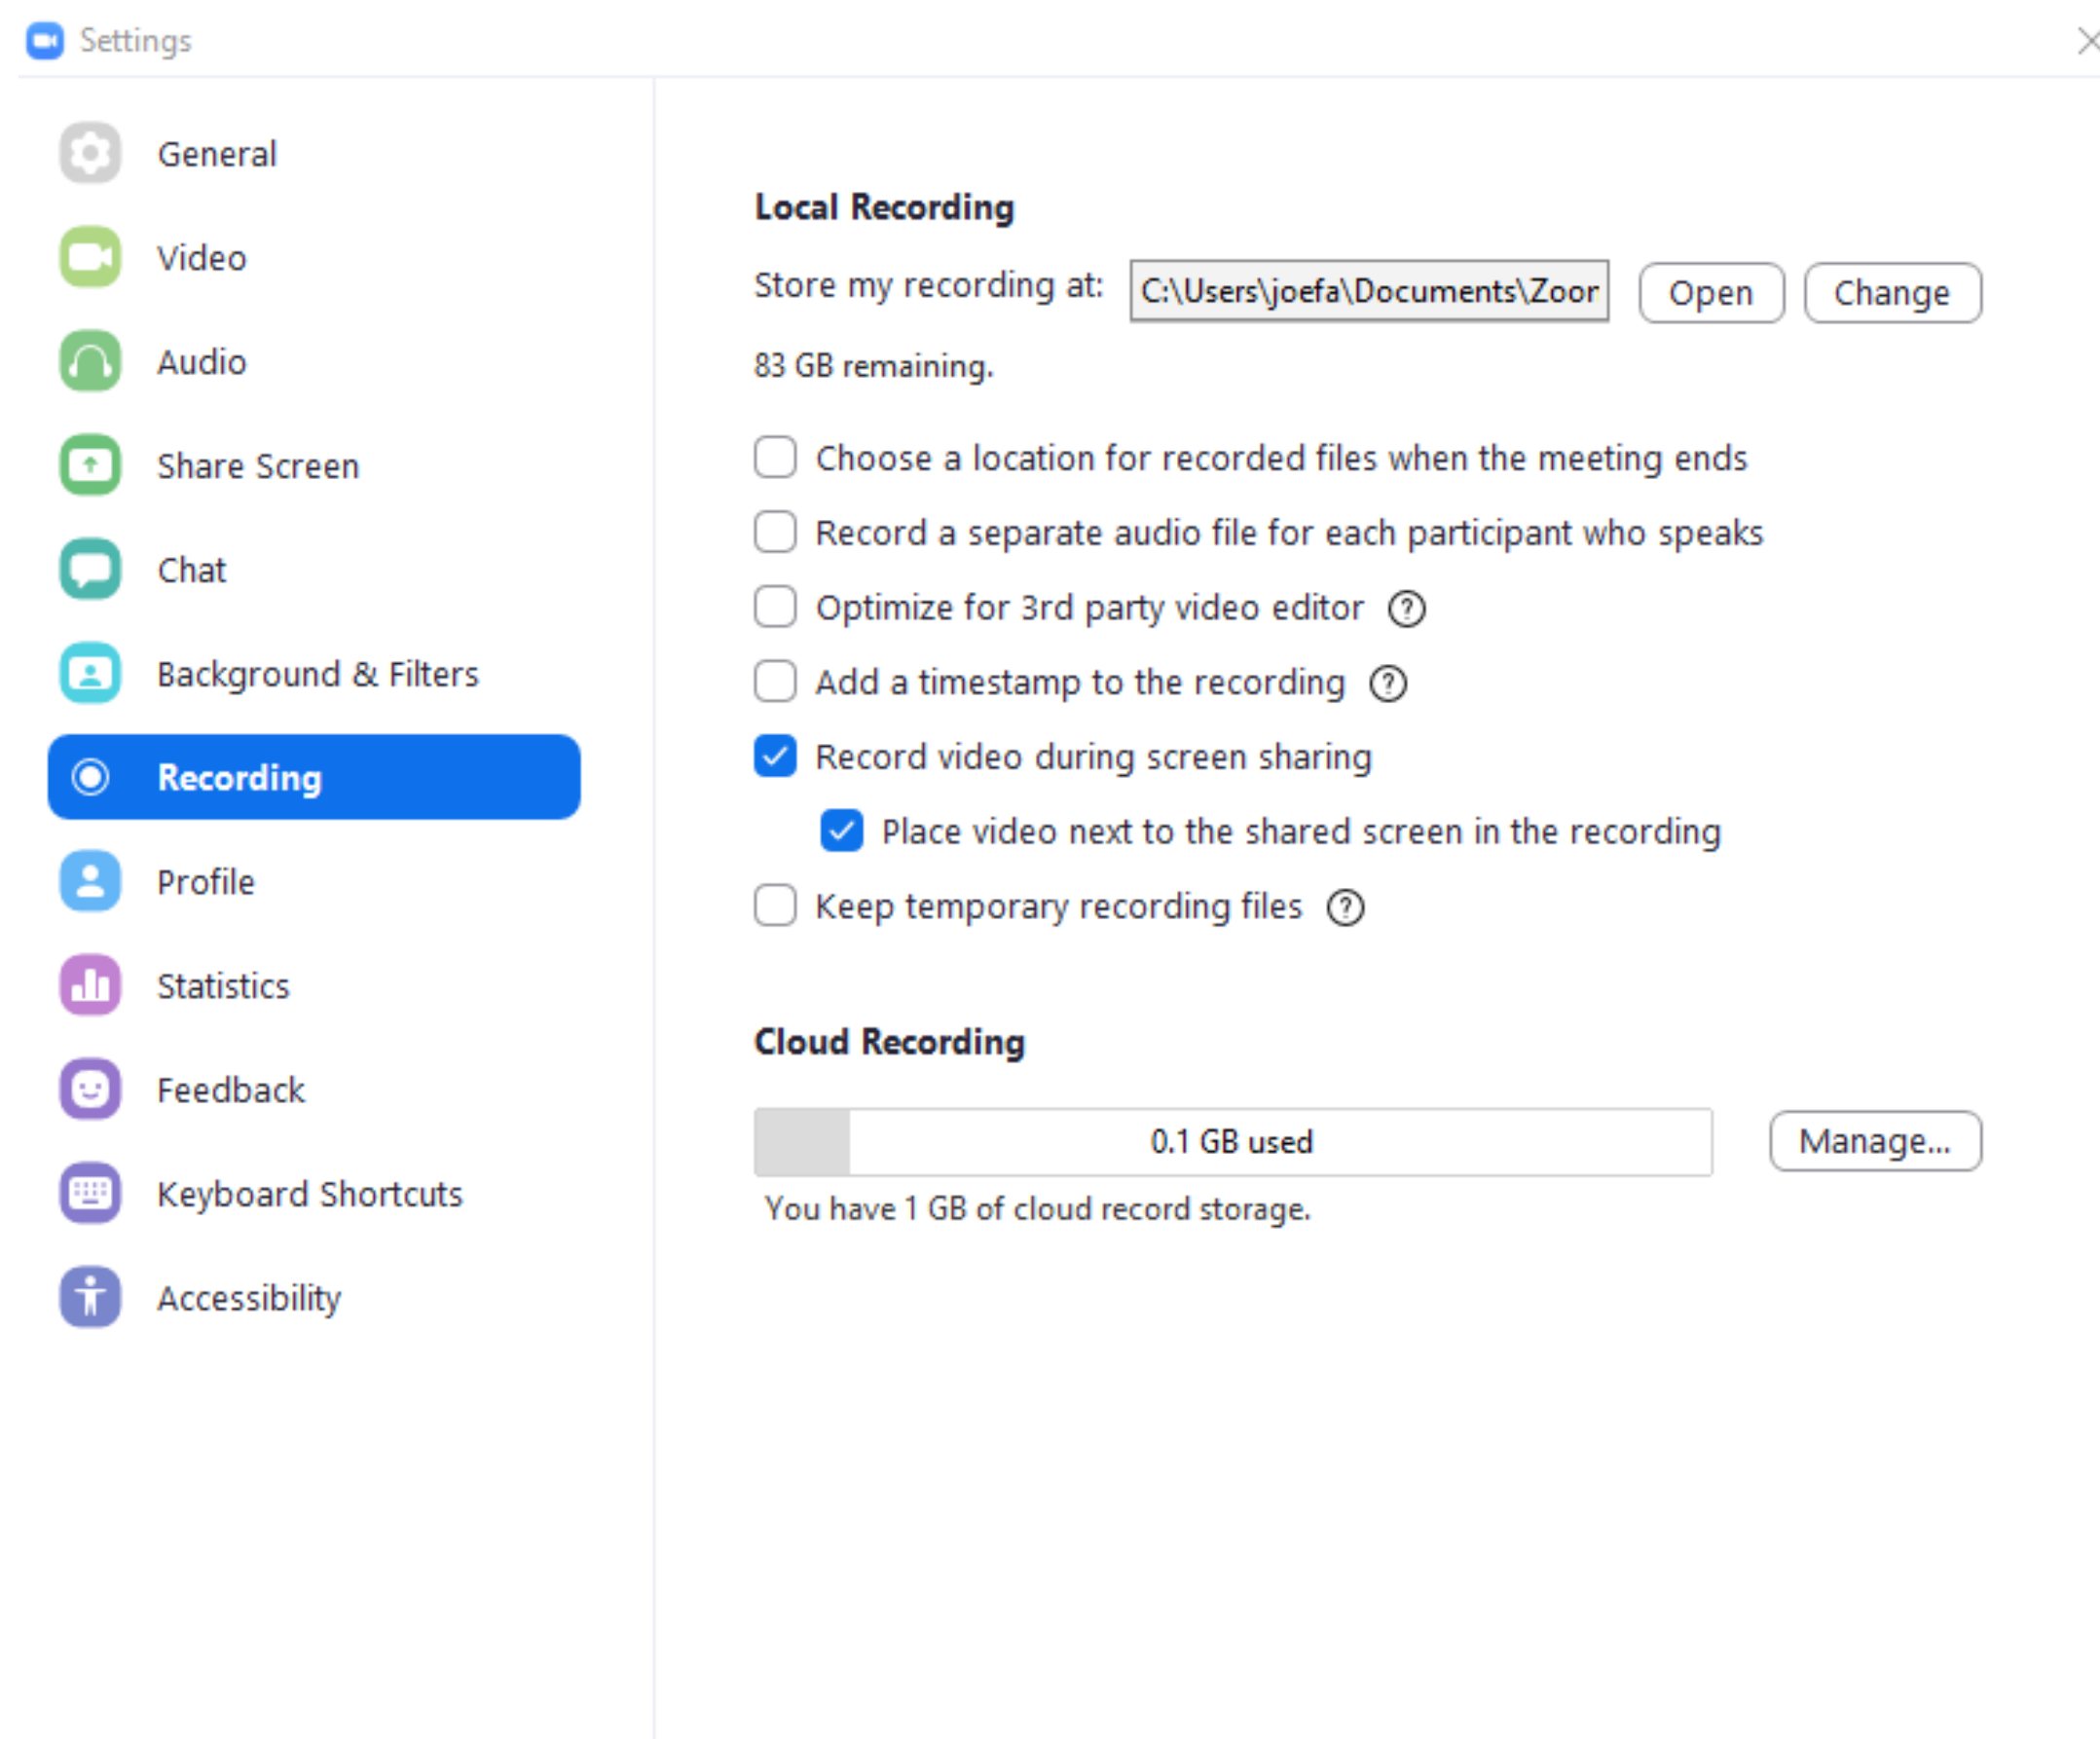 Settings
General
Video
Audio
Share Screen
Chat
Background & Filters
Recording
Profile
Statistics
Feedback
Keyboard Shortcuts
Accessibility
Local Recording
Store my recording at: C:\Users\joefa\Documents\Zoor Open Change
83 GB remaining.
Choose a location for recorded files when the meeting ends
Record a separate audio file for each participant who speaks
Optimize for 3rd party video editor ?
Add a timestamp to the recording ?
Record video during screen sharing
Place video next to the shared screen in the recording
Keep temporary recording files ?
Cloud Recording
0.1 GB used Manage...
You have 1 GB of cloud record storage.